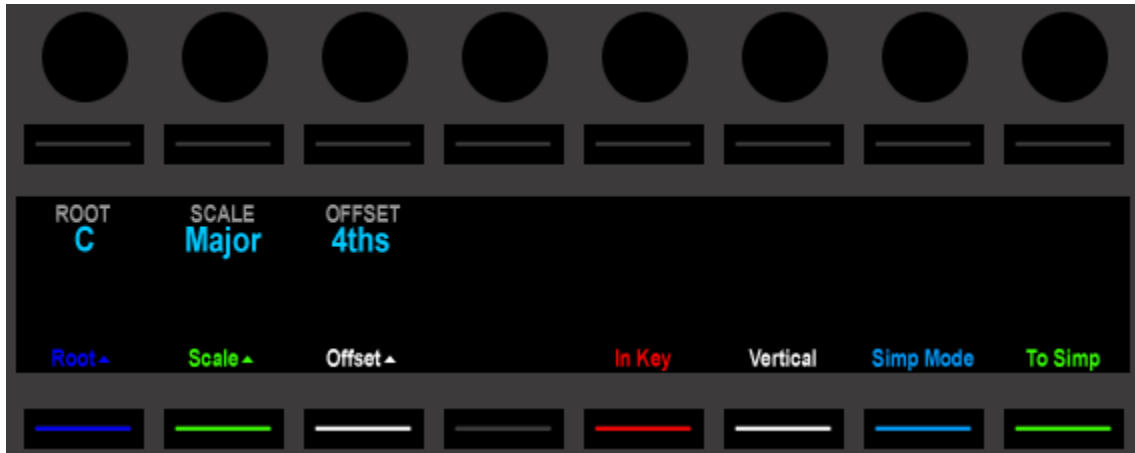 ROOT SCALE OFFSET
C Major 4ths
Root Scale Offset In Key Vertical Simp Mode To Simp